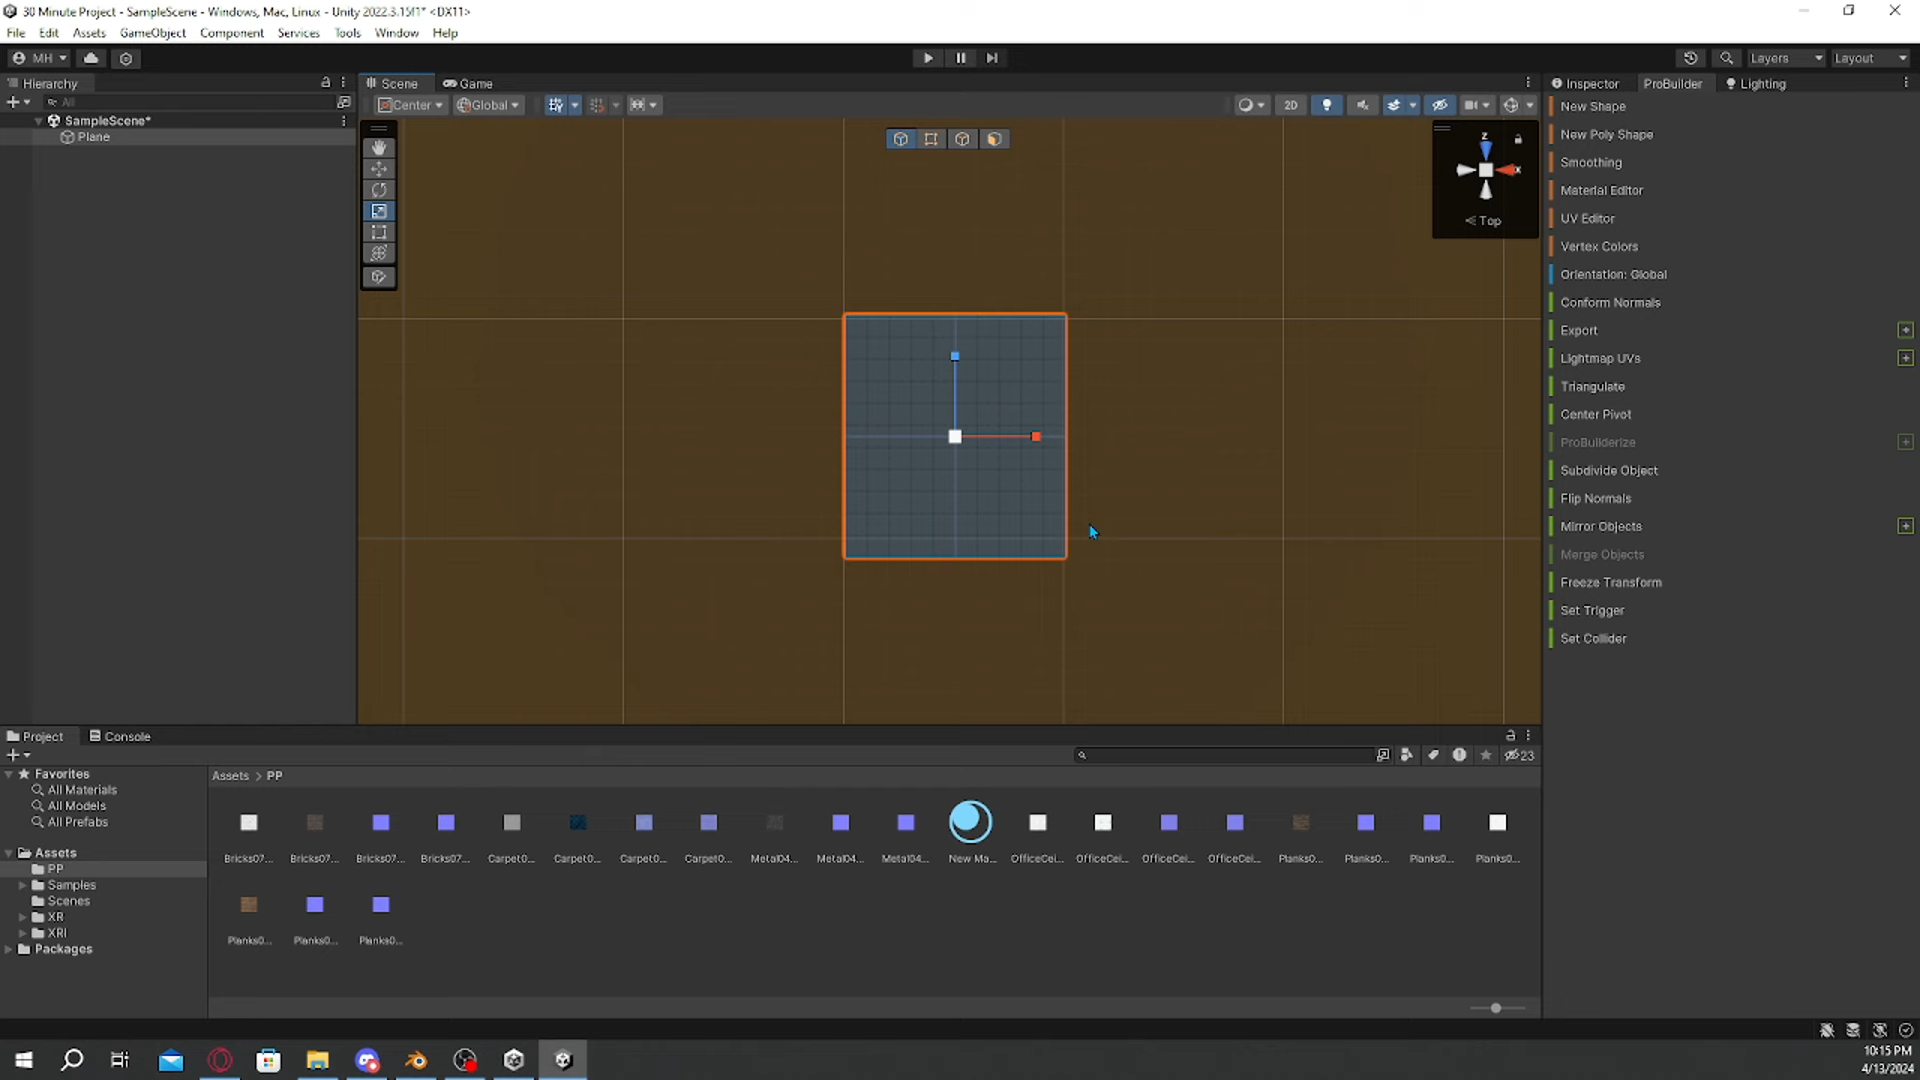 30 Minute Project - SampleScene - Windows, Mac, Linux - Unity 2022.3.15f1* <DX11>
File Edit Assets GameObject Component Services Tools Window Help
MH Layers Layout
Hierarchy Scene Game Inspector ProBuilder Lighting
All Center Global 2D
SampleScene*
Plane
z
x
Top
New Shape
New Poly Shape
Smoothing
Material Editor
UV Editor
Vertex Colors
Orientation: Global
Conform Normals
Export
Lightmap UVs
Triangulate
Center Pivot
ProBuilderize
Subdivide Object
Flip Normals
Mirror Objects
Merge Objects
Freeze Transform
Set Trigger
Set Collider
Project Console
23
Favorites
All Materials
All Models
All Prefabs
Assets
PP
Samples
Scenes
XR
XRI
Packages
Assets > PP
Bricks07... Bricks07... Bricks07... Bricks07... Carpet0... Carpet0... Carpet0... Carpet0... Metal04... Metal04... Metal04... New Ma... OfficeCei... OfficeCei... OfficeCei... OfficeCei... Planks0... Planks0... Planks0... Planks0...
Planks0... Planks0... Planks0...
10:15 PM
4/13/2024